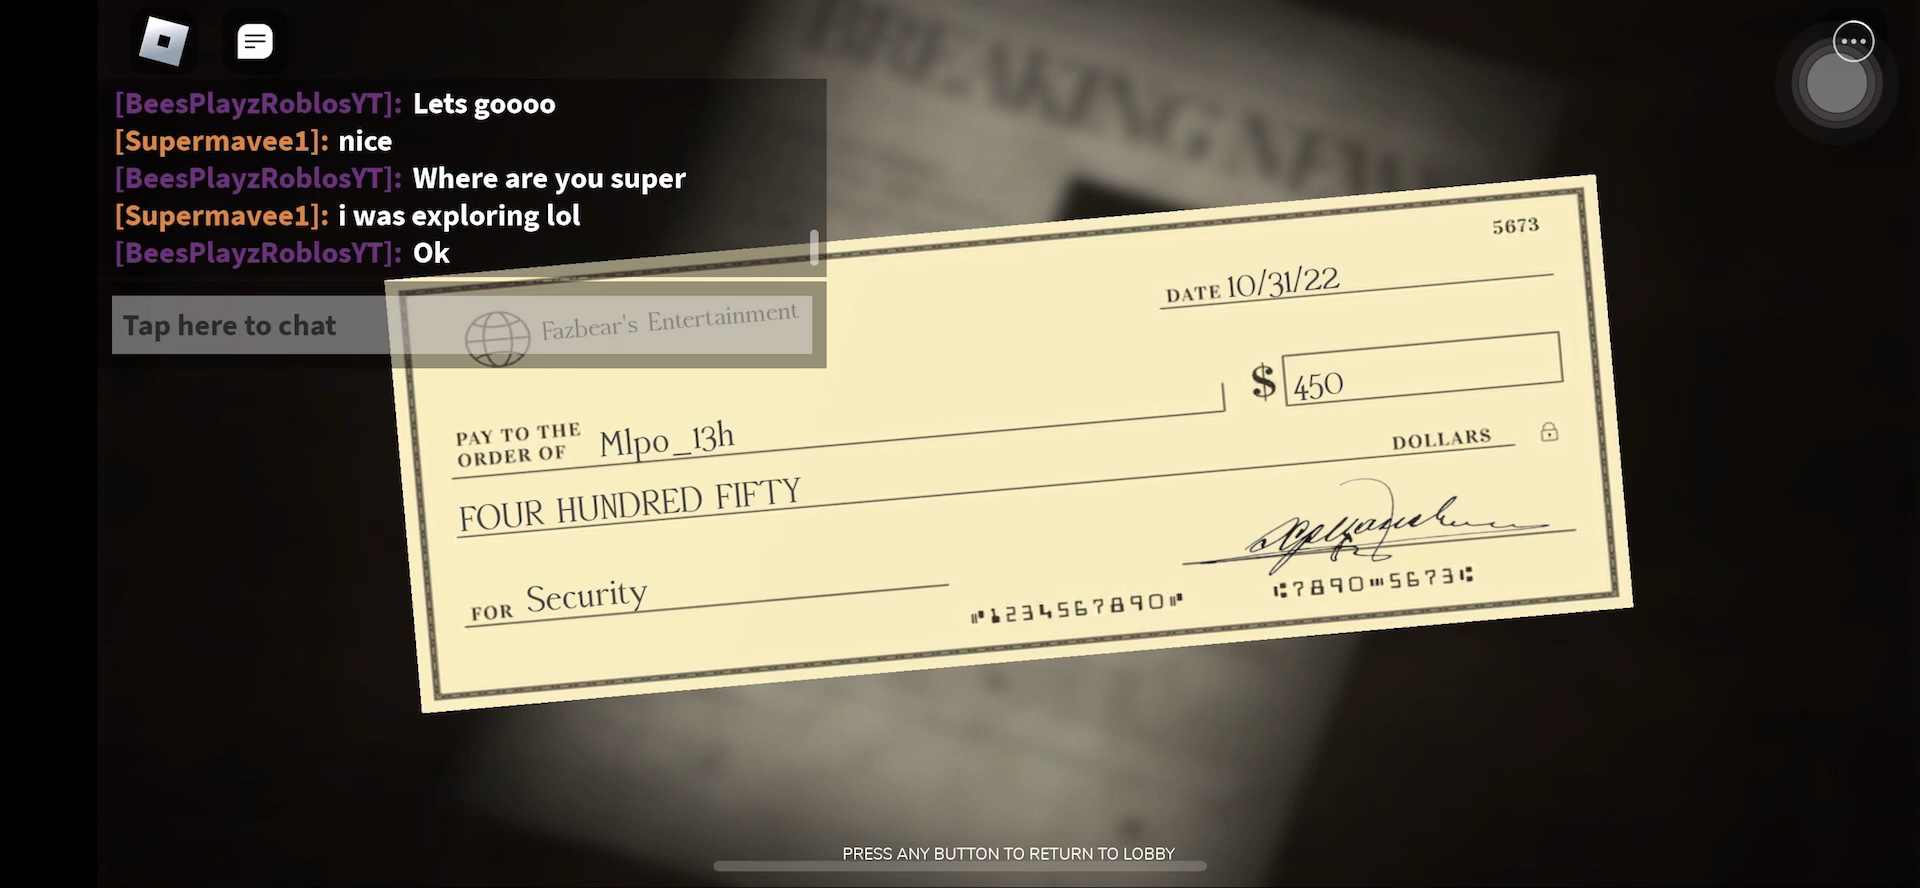 [BeesPlayzRoblosYT]: Lets goooo
[Supermavee1]: nice
[BeesPlayzRoblosYT]: Where are you super
[Supermavee1]: i was exploring lol
[BeesPlayzRoblosYT]: Ok
Tap here to chat
BREAKING NEWS
5673
DATE 10/31/22
Fazbear's Entertainment
$ 450
PAY TO THE
ORDER OF Mlpo_13h
DOLLARS
FOUR HUNDRED FIFTY
FOR Security
⑈1234567890⑈ ⑆7890⑉5673⑆
PRESS ANY BUTTON TO RETURN TO LOBBY